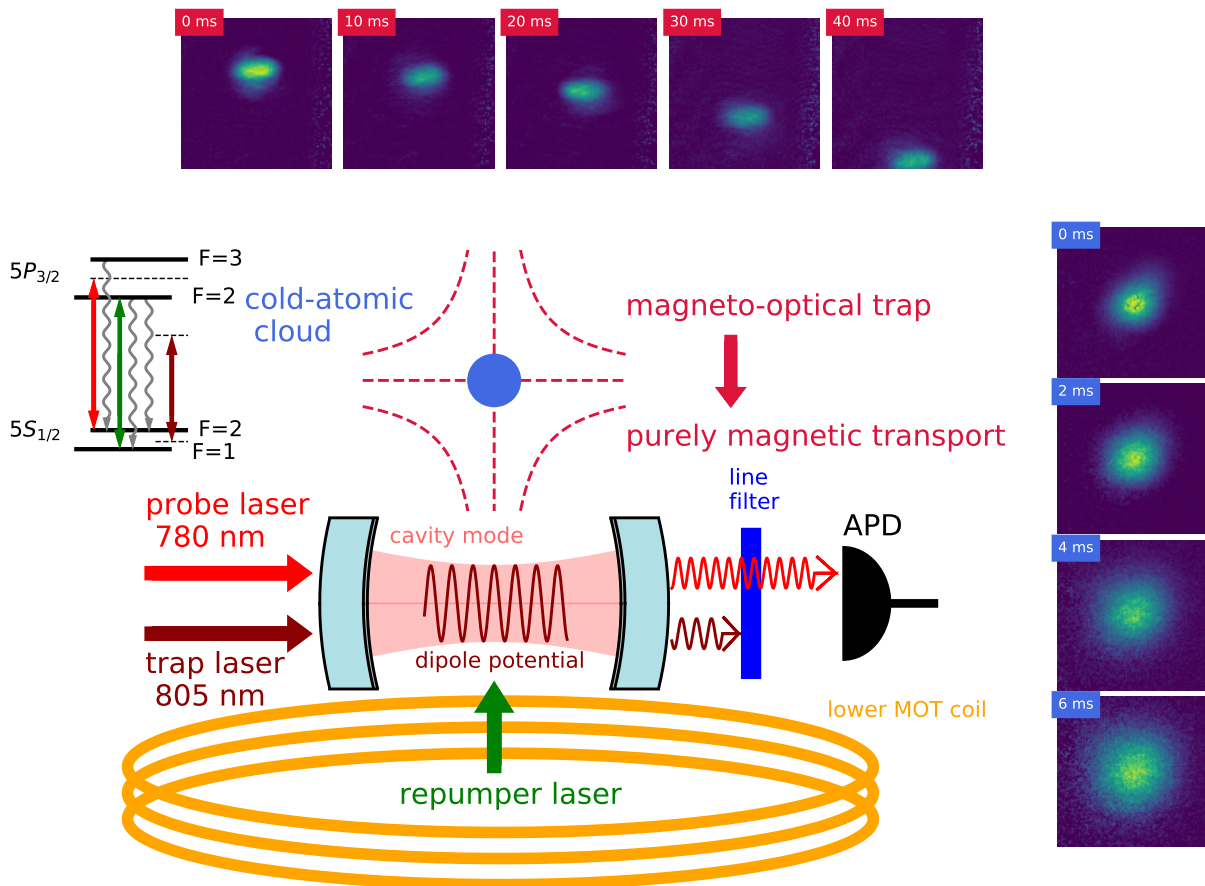 0 ms
10 ms
20 ms
30 ms
40 ms
0 ms
2 ms
4 ms
6 ms
5P3/2
F=3
F=2
5S1/2
F=2
F=1
cold-atomic
cloud
magneto-optical trap
purely magnetic transport
line
filter
probe laser
780 nm
cavity mode
APD
trap laser
805 nm
dipole potential
lower MOT coil
repumper laser